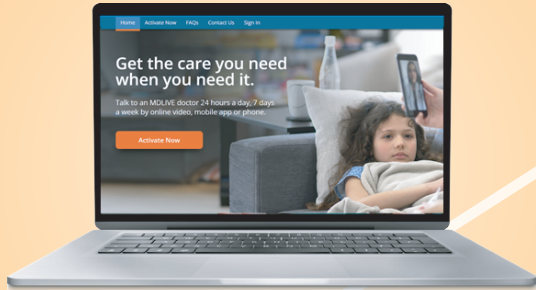 Home Activate Now FAQs Contact Us Sign In
Get the care you need
when you need it.
Talk to an MDLIVE doctor 24 hours a day, 7 days
a week by online video, mobile app or phone.
Activate Now